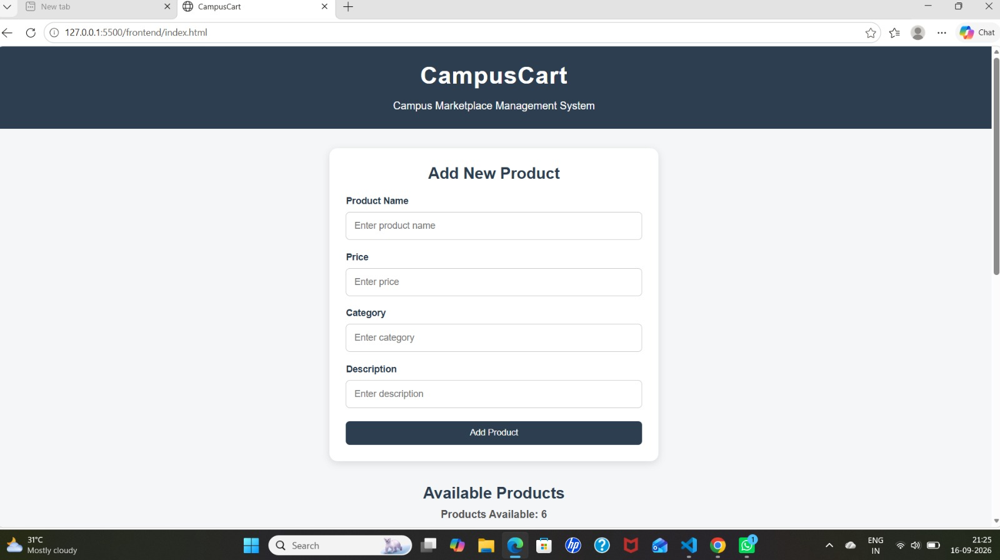 New tab
CampusCart
127.0.0.1:5500/frontend/index.html
Chat
CampusCart
Campus Marketplace Management System
Add New Product
Product Name
Enter product name
Price
Enter price
Category
Enter category
Description
Enter description
Add Product
Available Products
Products Available: 6
31°C
Mostly cloudy
Search
hp
1
ENG
IN
21:25
16-09-2026